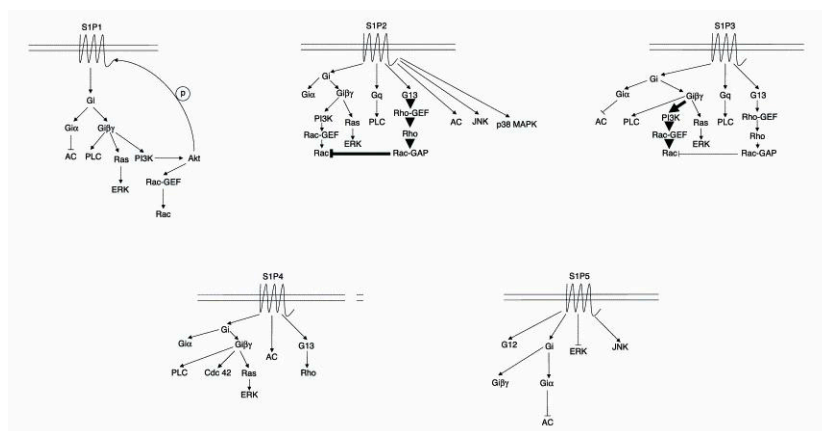 S1P1
Gi
Giα Giβγ
AC PLC Ras PI3K Akt
P
ERK Rac-GEF
Rac
S1P2
Gi
Giα Giβγ Gq G13
PI3K Ras PLC Rho-GEF AC JNK p38 MAPK
Rac-GEF ERK Rho
Rac Rac-GAP
S1P3
Gi
Giα Giβγ Gq G13
AC PLC PI3K Ras PLC Rho-GEF
Rac-GEF ERK Rho
Rac Rac-GAP
S1P4
Gi
Giα Giβγ AC G13
PLC Cdc 42 Ras Rho
ERK
S1P5
G12 Gi ERK JNK
Giβγ Giα
AC